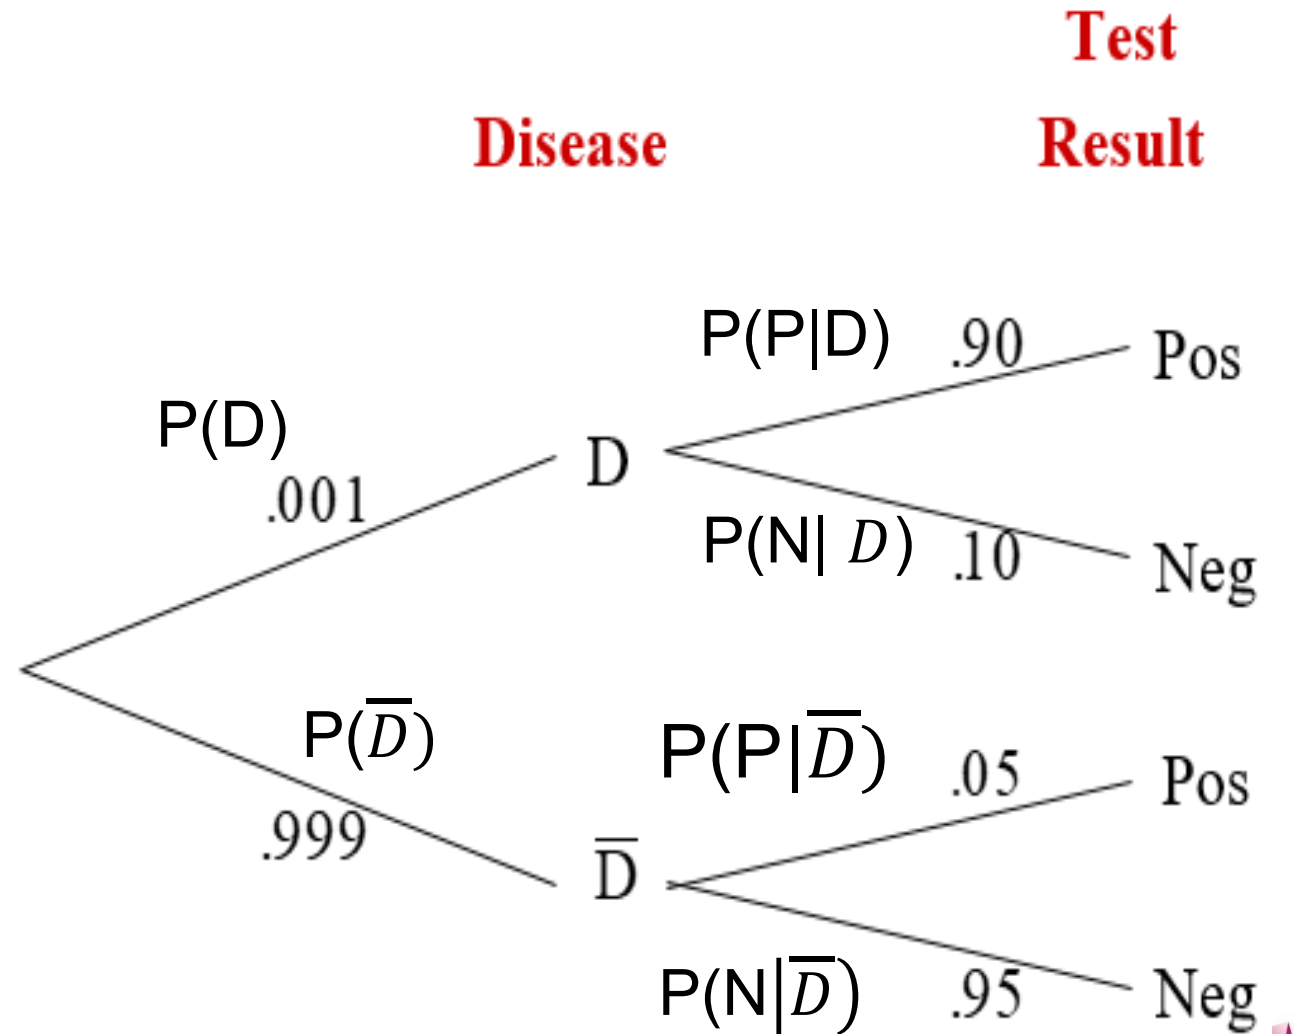 Test
Disease Result
P(P|D) .90 Pos
P(D)
.001 D
P(N| D) .10 Neg
P(D̅) P(P|D̅) .05 Pos
.999 D̅
P(N|D̅) .95 Neg